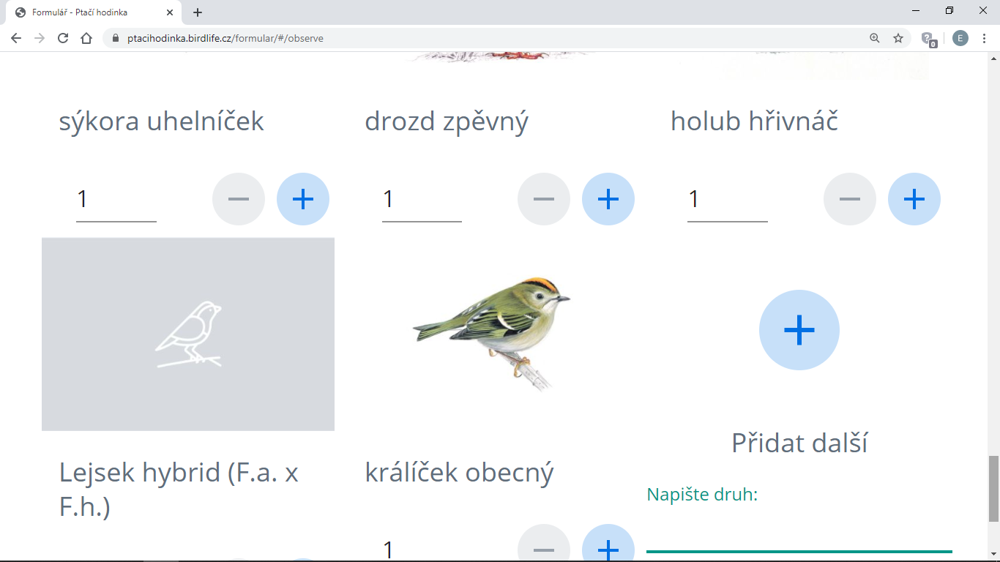 Formulář - Ptačí hodinka
ptacihodinka.birdlife.cz/formular/#/observe
0
E
sýkora uhelníček
drozd zpěvný
holub hřivnáč
1
1
1
Lejsek hybrid (F.a. x
F.h.)
králíček obecný
1
Přidat další
Napište druh: